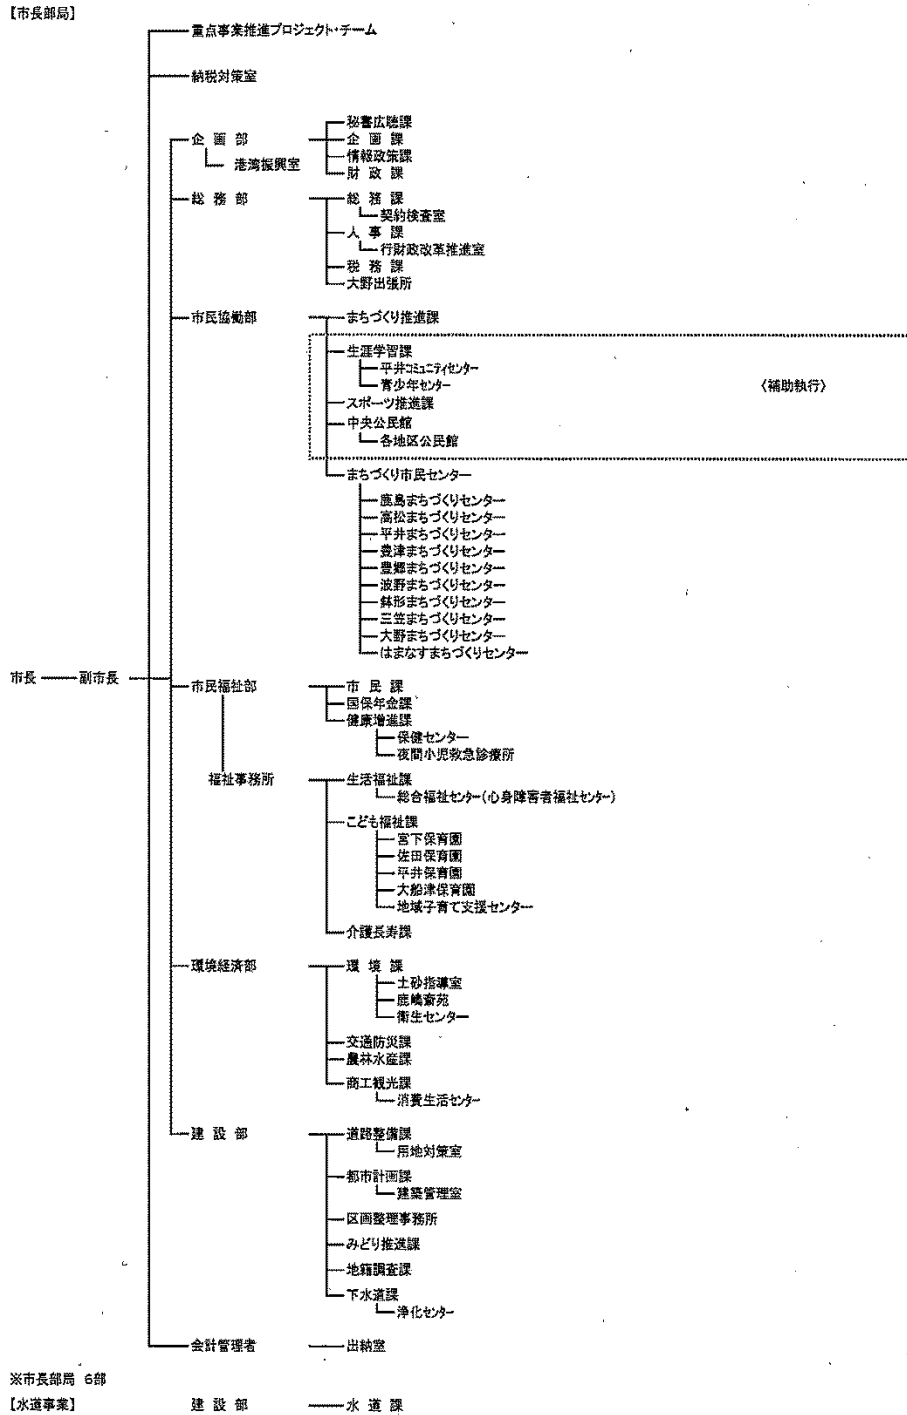 【市長部局】
重点事業推進プロジェクト・チーム
納税対策室
企 画 部
港湾振興室
秘書広聴課
企 画 課
情報政策課
財 政 課
総 務 部
総 務 課
契約検査室
人 事 課
行財政改革推進室
税 務 課
大野出張所
市民協働部
まちづくり推進課
生涯学習課
平井コミュニティセンター
青少年センター
〈補助執行〉
スポーツ推進課
中央公民館
各地区公民館
まちづくり市民センター
鹿島まちづくりセンター
高松まちづくりセンター
平井まちづくりセンター
豊津まちづくりセンター
豊郷まちづくりセンター
波野まちづくりセンター
鉢形まちづくりセンター
三笠まちづくりセンター
大野まちづくりセンター
はまなすまちづくりセンター
市長 副市長
市民福祉部
市 民 課
国保年金課
健康増進課
保健センター
夜間小児救急診療所
福祉事務所
生活福祉課
総合福祉センター(心身障害者福祉センター)
こども福祉課
宮下保育園
佐田保育園
平井保育園
大船津保育園
地域子育て支援センター
介護長寿課
環境経済部
環 境 課
土砂指導室
鹿嶋斎苑
衛生センター
交通防災課
農林水産課
商工観光課
消費生活センター
建 設 部
道路整備課
用地対策室
都市計画課
建築管理室
区画整理事務所
みどり推進課
地籍調査課
下水道課
浄化センター
会計管理者
出納室
※市長部局 6部
【水道事業】 建 設 部 水 道 課